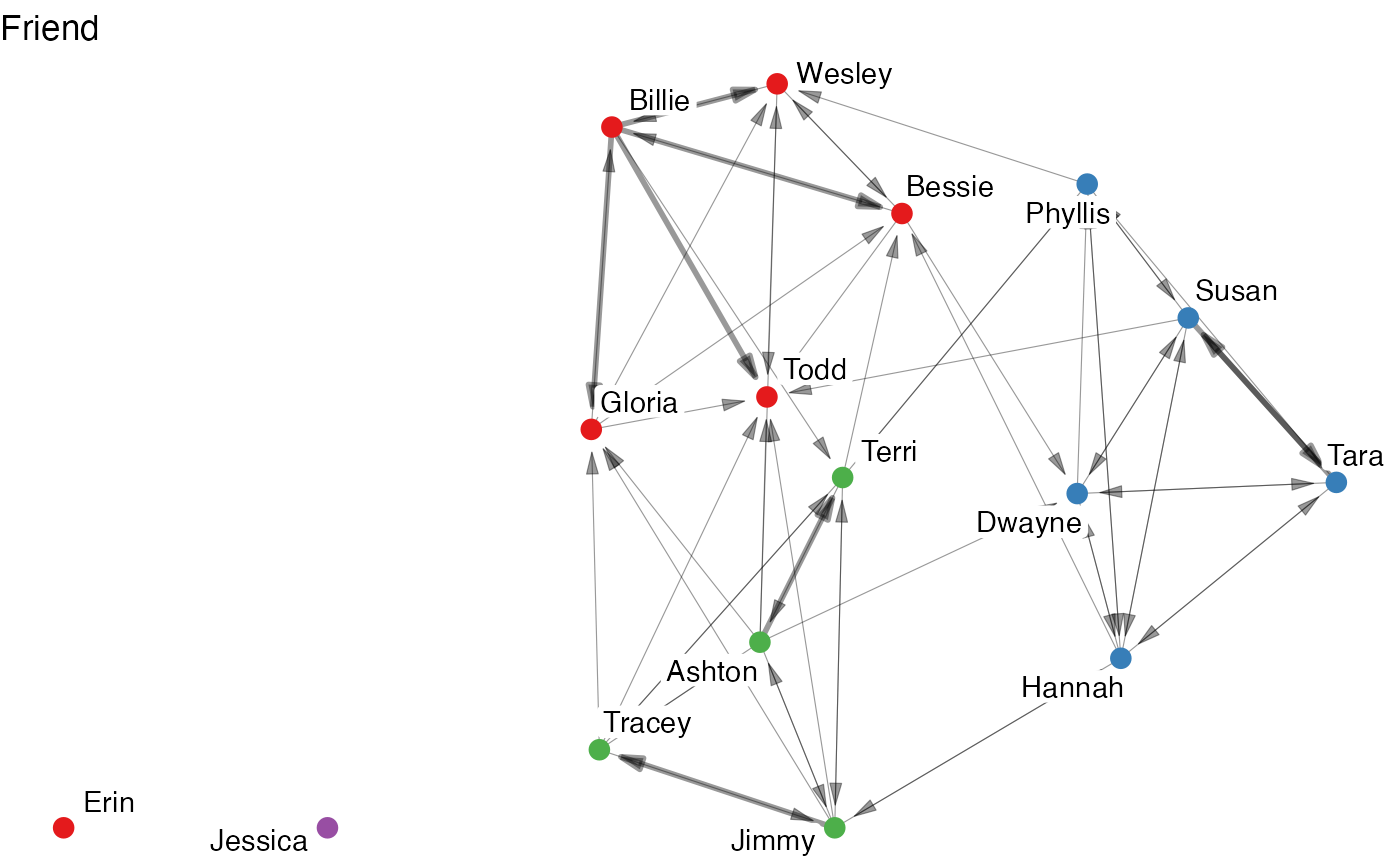 Friend
Wesley
Billie
Bessie
Phyllis
Susan
Todd
Gloria
Terri
Tara
Dwayne
Ashton
Hannah
Tracey
Erin
Jessica
Jimmy